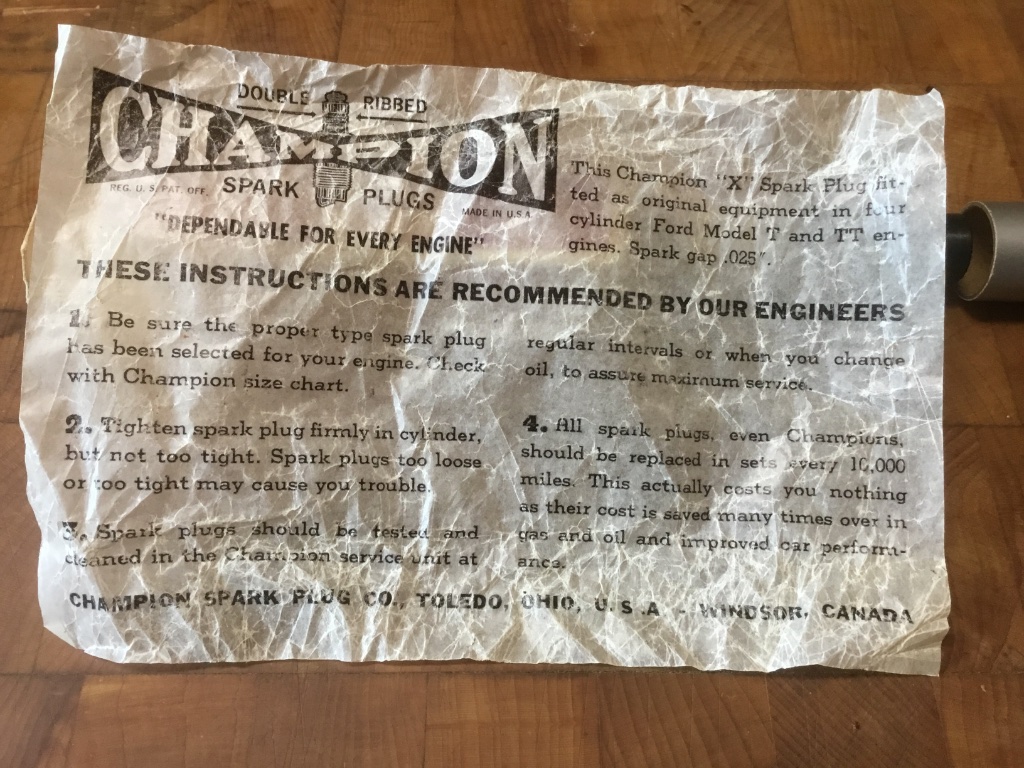 DOUBLE RIBBED
CHAMPION
REG. U. S. PAT. OFF. SPARK PLUGS
MADE IN U.S.A.
"DEPENDABLE FOR EVERY ENGINE"
This Champion "X" Spark Plug fit-
ted as original equipment in four
cylinder Ford Model T and TT en-
gines. Spark gap .025".
THESE INSTRUCTIONS ARE RECOMMENDED BY OUR ENGINEERS
1. Be sure the proper type spark plug
has been selected for your engine. Check
with Champion size chart.
2. Tighten spark plug firmly in cylinder,
but not too tight. Spark plugs too loose
or too tight may cause you trouble.
3. Spark plugs should be tested and
cleaned in the Champion service unit at
regular intervals or when you change
oil, to assure maximum service.
4. All spark plugs, even Champions,
should be replaced in sets every 10,000
miles. This actually costs you nothing
as their cost is saved many times over in
gas and oil and improved car perform-
ance.
CHAMPION SPARK PLUG CO., TOLEDO, OHIO, U. S. A - WINDSOR, CANADA